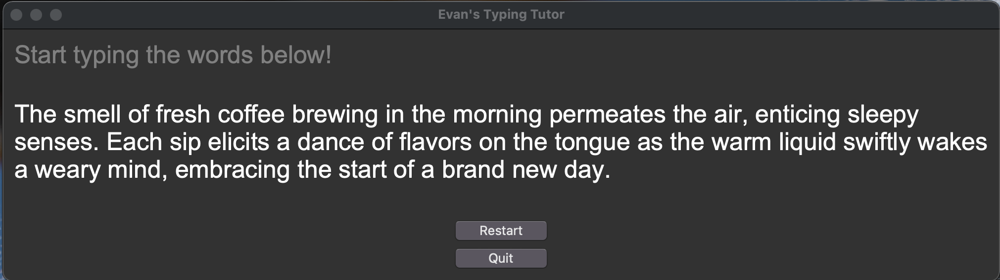 Evan's Typing Tutor
Start typing the words below!
The smell of fresh coffee brewing in the morning permeates the air, enticing sleepy
senses. Each sip elicits a dance of flavors on the tongue as the warm liquid swiftly wakes
a weary mind, embracing the start of a brand new day.
Restart
Quit